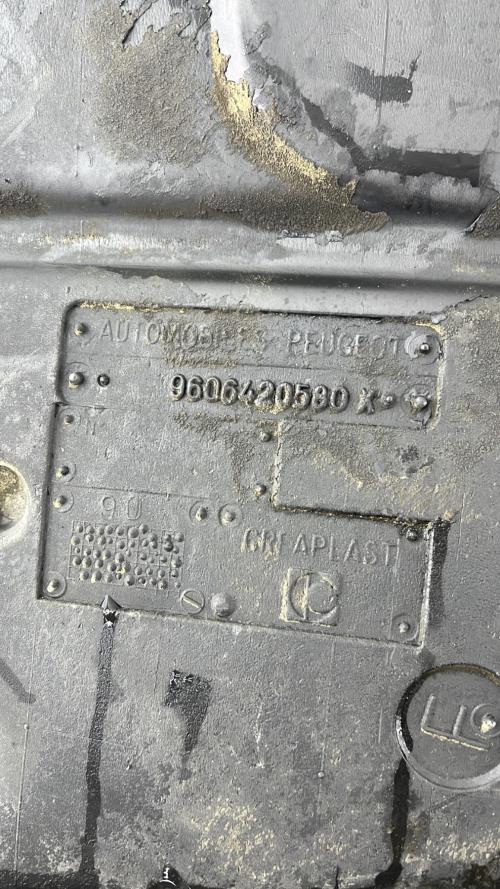 AUTOMOBILES PEUGEOT
9606420580 X
N
90
CREAPLAST